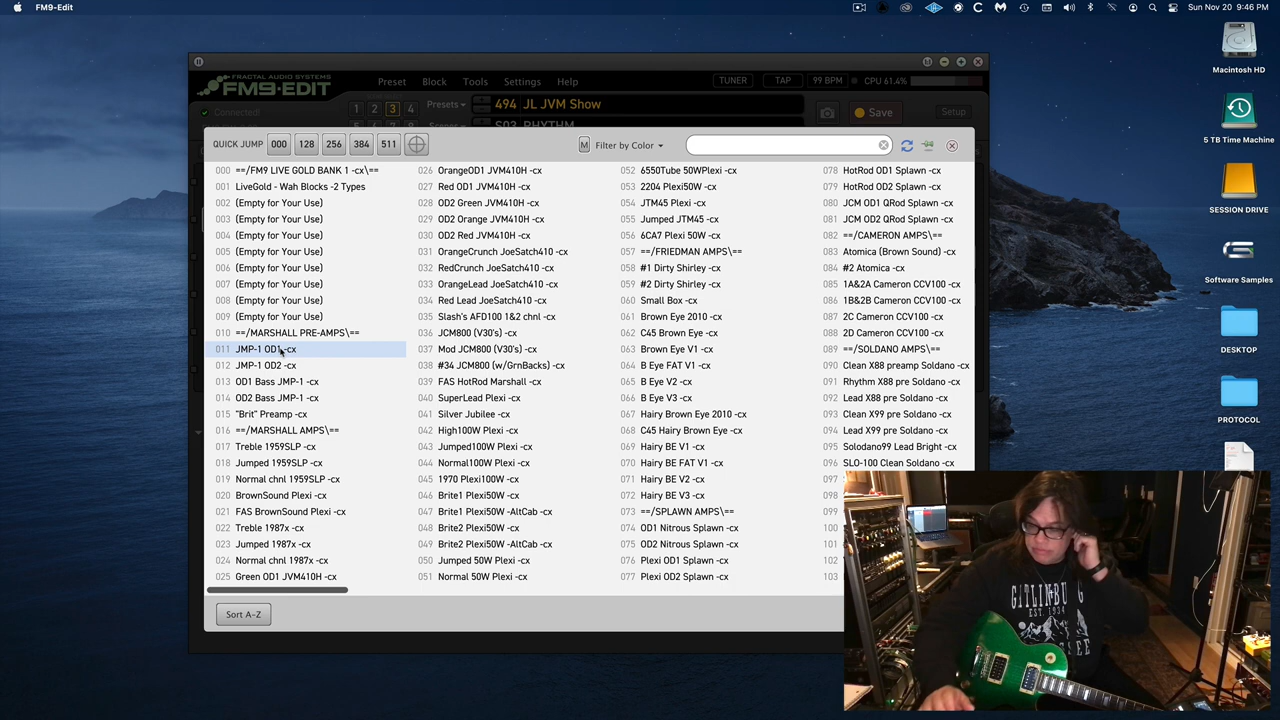 FM9-Edit
Sun Nov 20 9:46 PM
FRACTAL AUDIO SYSTEMS
FM9-EDIT
Preset Block Tools Settings Help
TUNER TAP 99 BPM CPU 61.4%
Connected
1 2 3 4 Presets 494 JL JVM Show Save Setup
Scenes S03 RHYTHM
QUICK JUMP 000 128 256 384 511 M Filter by Color
000 ==/FM9 LIVE GOLD BANK 1 -cx\==
001 LiveGold - Wah Blocks -2 Types
002 (Empty for Your Use)
003 (Empty for Your Use)
004 (Empty for Your Use)
005 (Empty for Your Use)
006 (Empty for Your Use)
007 (Empty for Your Use)
008 (Empty for Your Use)
009 (Empty for Your Use)
010 ==/MARSHALL PRE-AMPS\==
011 JMP-1 OD1 -cx
012 JMP-1 OD2 -cx
013 OD1 Bass JMP-1 -cx
014 OD2 Bass JMP-1 -cx
015 "Brit" Preamp -cx
016 ==/MARSHALL AMPS\==
017 Treble 1959SLP -cx
018 Jumped 1959SLP -cx
019 Normal chnl 1959SLP -cx
020 BrownSound Plexi -cx
021 FAS BrownSound Plexi -cx
022 Treble 1987x -cx
023 Jumped 1987x -cx
024 Normal chnl 1987x -cx
025 Green OD1 JVM410H -cx
026 OrangeOD1 JVM410H -cx
027 Red OD1 JVM410H -cx
028 OD2 Green JVM410H -cx
029 OD2 Orange JVM410H -cx
030 OD2 Red JVM410H -cx
031 OrangeCrunch JoeSatch410 -cx
032 RedCrunch JoeSatch410 -cx
033 OrangeLead JoeSatch410 -cx
034 Red Lead JoeSatch410 -cx
035 Slash's AFD100 1&2 chnl -cx
036 JCM800 (V30's) -cx
037 Mod JCM800 (V30's) -cx
038 #34 JCM800 (w/GrnBacks) -cx
039 FAS HotRod Marshall -cx
040 SuperLead Plexi -cx
041 Silver Jubilee -cx
042 High100W Plexi -cx
043 Jumped100W Plexi -cx
044 Normal100W Plexi -cx
045 1970 Plexi100W -cx
046 Brite1 Plexi50W -cx
047 Brite1 Plexi50W -AltCab -cx
048 Brite2 Plexi50W -cx
049 Brite2 Plexi50W -AltCab -cx
050 Jumped 50W Plexi -cx
051 Normal 50W Plexi -cx
052 6550Tube 50WPlexi -cx
053 2204 Plexi50W -cx
054 JTM45 Plexi -cx
055 Jumped JTM45 -cx
056 6CA7 Plexi 50W -cx
057 ==/FRIEDMAN AMPS\==
058 #1 Dirty Shirley -cx
059 #2 Dirty Shirley -cx
060 Small Box -cx
061 Brown Eye 2010 -cx
062 C45 Brown Eye -cx
063 Brown Eye V1 -cx
064 B Eye FAT V1 -cx
065 B Eye V2 -cx
066 B Eye V3 -cx
067 Hairy Brown Eye 2010 -cx
068 C45 Hairy Brown Eye -cx
069 Hairy BE V1 -cx
070 Hairy BE FAT V1 -cx
071 Hairy BE V2 -cx
072 Hairy BE V3 -cx
073 ==/SPLAWN AMPS\==
074 OD1 Nitrous Splawn -cx
075 OD2 Nitrous Splawn -cx
076 Plexi OD1 Splawn -cx
077 Plexi OD2 Splawn -cx
078 HotRod OD1 Splawn -cx
079 HotRod OD2 Splawn -cx
080 JCM OD1 QRod Splawn -cx
081 JCM OD2 QRod Splawn -cx
082 ==/CAMERON AMPS\==
083 Atomica (Brown Sound) -cx
084 #2 Atomica -cx
085 1A&2A Cameron CCV100 -cx
086 1B&2B Cameron CCV100 -cx
087 2C Cameron CCV100 -cx
088 2D Cameron CCV100 -cx
089 ==/SOLDANO AMPS\==
090 Clean X88 preamp Soldano -cx
091 Rhythm X88 pre Soldano -cx
092 Lead X88 pre Soldano -cx
093 Clean X99 pre Soldano -cx
094 Lead X99 pre Soldano -cx
095 Solodano99 Lead Bright -cx
096 SLO-100 Clean Soldano -cx
097
098
099
100
101
102
103
Sort A-Z
Macintosh HD
5 TB Time Machine
SESSION DRIVE
Software Samples
DESKTOP
PROTOCOL
GATLINBURG
EST. 1934